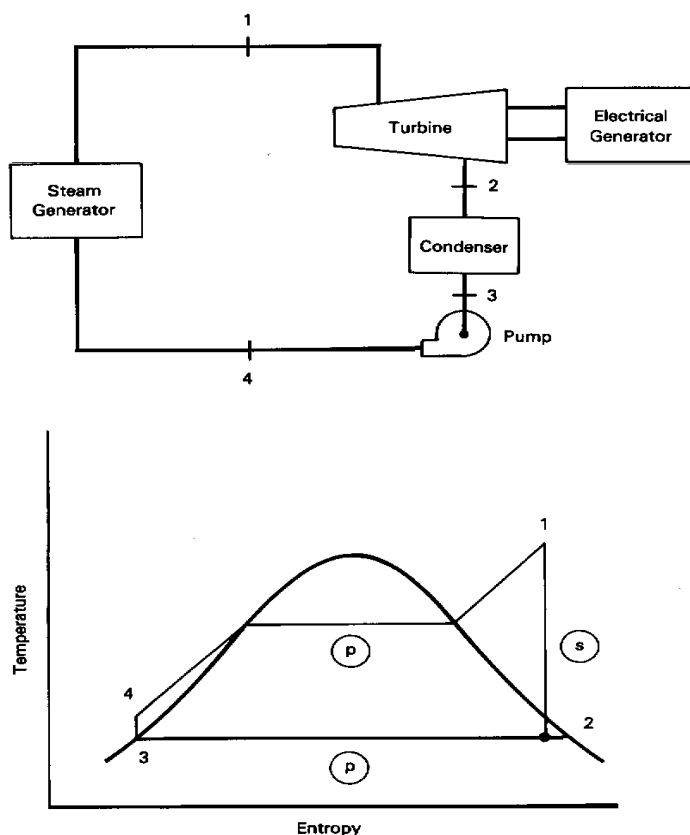 1
Turbine
Electrical
Generator
2
Steam
Generator
Condenser
3
Pump
4
1
Temperature
p
s
4
3
2
p
Entropy